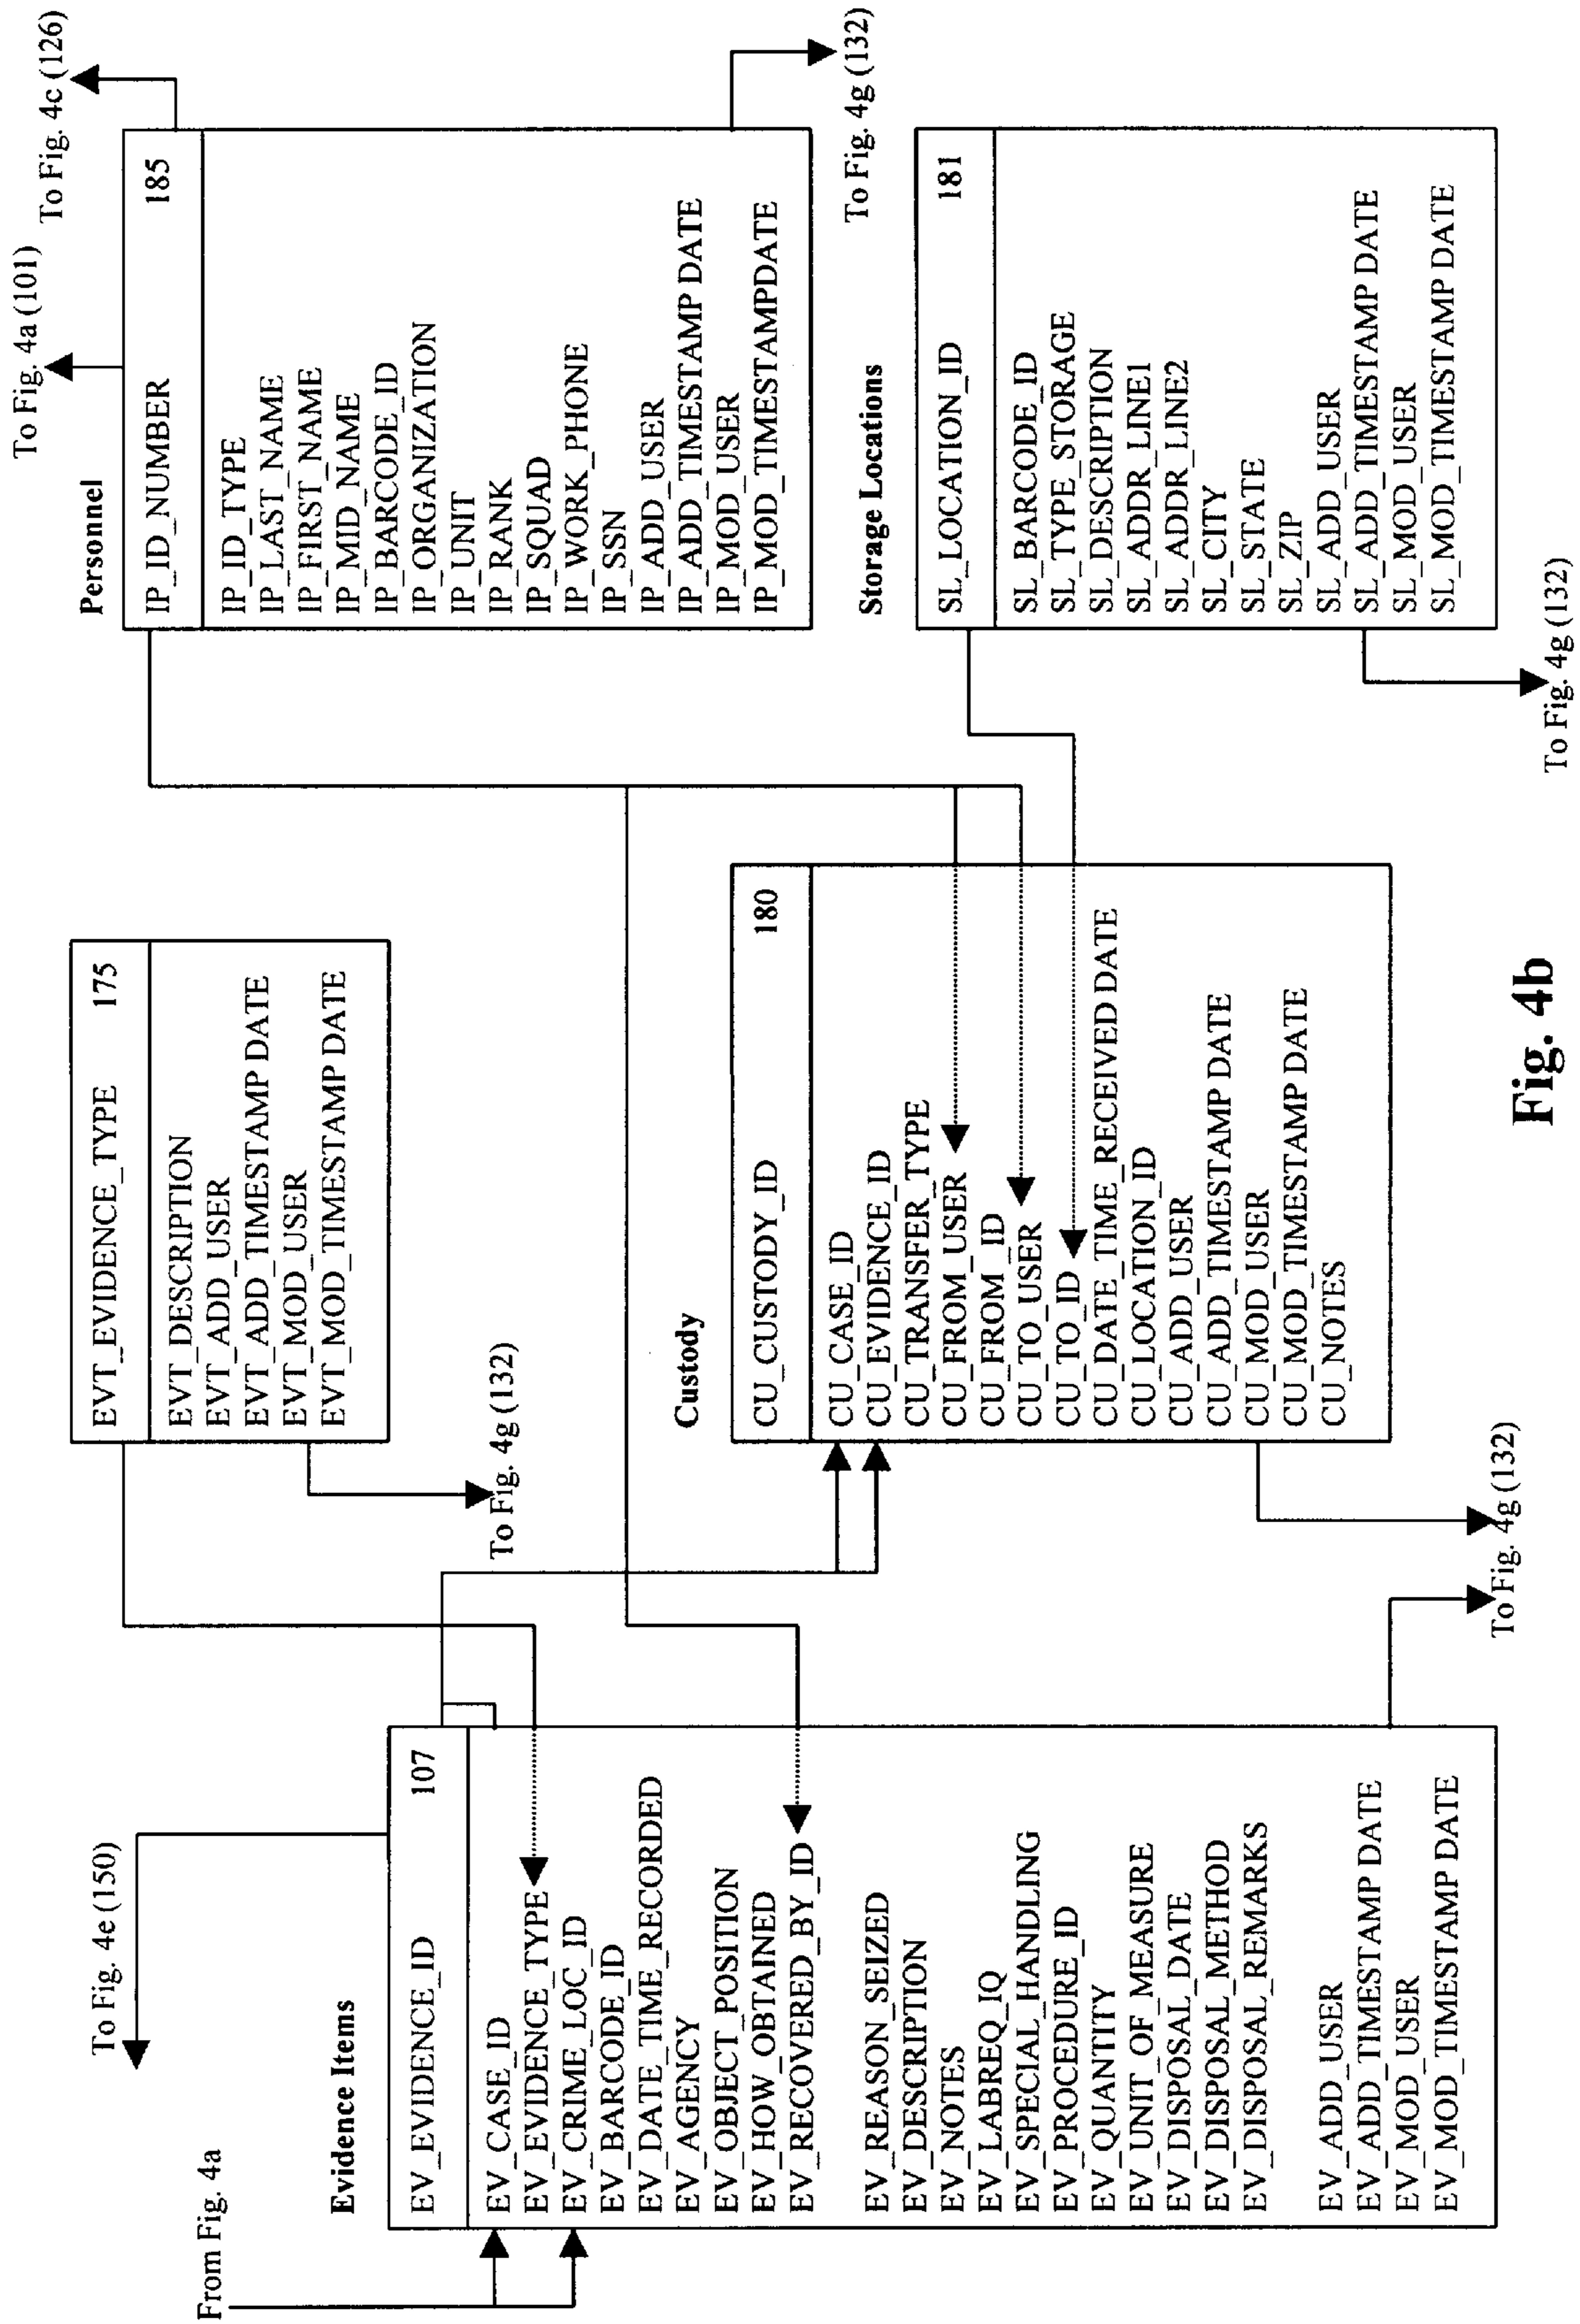 To Fig. 4e (150)
From Fig. 4a
Evidence Items
EV_EVIDENCE_ID 107
EV_CASE_ID
EV_EVIDENCE_TYPE
EV_CRIME_LOC_ID
EV_BARCODE_ID
EV_DATE_TIME_RECORDED
EV_AGENCY
EV_OBJECT_POSITION
EV_HOW_OBTAINED
EV_RECOVERED_BY_ID
EV_REASON_SEIZED
EV_DESCRIPTION
EV_NOTES
EV_LABREQ_IQ
EV_SPECIAL_HANDLING
EV_PROCEDURE_ID
EV_QUANTITY
EV_UNIT_OF_MEASURE
EV_DISPOSAL_DATE
EV_DISPOSAL_METHOD
EV_DISPOSAL_REMARKS
EV_ADD_USER
EV_ADD_TIMESTAMP DATE
EV_MOD_USER
EV_MOD_TIMESTAMP DATE
To Fig. 4g (132)
EVT_EVIDENCE_TYPE 175
EVT_DESCRIPTION
EVT_ADD_USER
EVT_ADD_TIMESTAMP DATE
EVT_MOD_USER
EVT_MOD_TIMESTAMP DATE
To Fig. 4g (132)
Custody
CU_CUSTODY_ID 180
CU_CASE_ID
CU_EVIDENCE_ID
CU_TRANSFER_TYPE
CU_FROM_USER
CU_FROM_ID
CU_TO_USER
CU_TO_ID
CU_DATE_TIME_RECEIVED DATE
CU_LOCATION_ID
CU_ADD_USER
CU_ADD_TIMESTAMP DATE
CU_MOD_USER
CU_MOD_TIMESTAMP DATE
CU_NOTES
To Fig. 4g (132)
To Fig. 4a (101)
To Fig. 4c (126)
Personnel
IP_ID_NUMBER 185
IP_ID_TYPE
IP_LAST_NAME
IP_FIRST_NAME
IP_MID_NAME
IP_BARCODE_ID
IP_ORGANIZATION
IP_UNIT
IP_RANK
IP_SQUAD
IP_WORK_PHONE
IP_SSN
IP_ADD_USER
IP_ADD_TIMESTAMP DATE
IP_MOD_USER
IP_MOD_TIMESTAMPDATE
To Fig. 4g (132)
Storage Locations
SL_LOCATION_ID 181
SL_BARCODE_ID
SL_TYPE_STORAGE
SL_DESCRIPTION
SL_ADDR_LINE1
SL_ADDR_LINE2
SL_CITY
SL_STATE
SL_ZIP
SL_ADD_USER
SL_ADD_TIMESTAMP DATE
SL_MOD_USER
SL_MOD_TIMESTAMP DATE
To Fig. 4g (132)
Fig. 4b